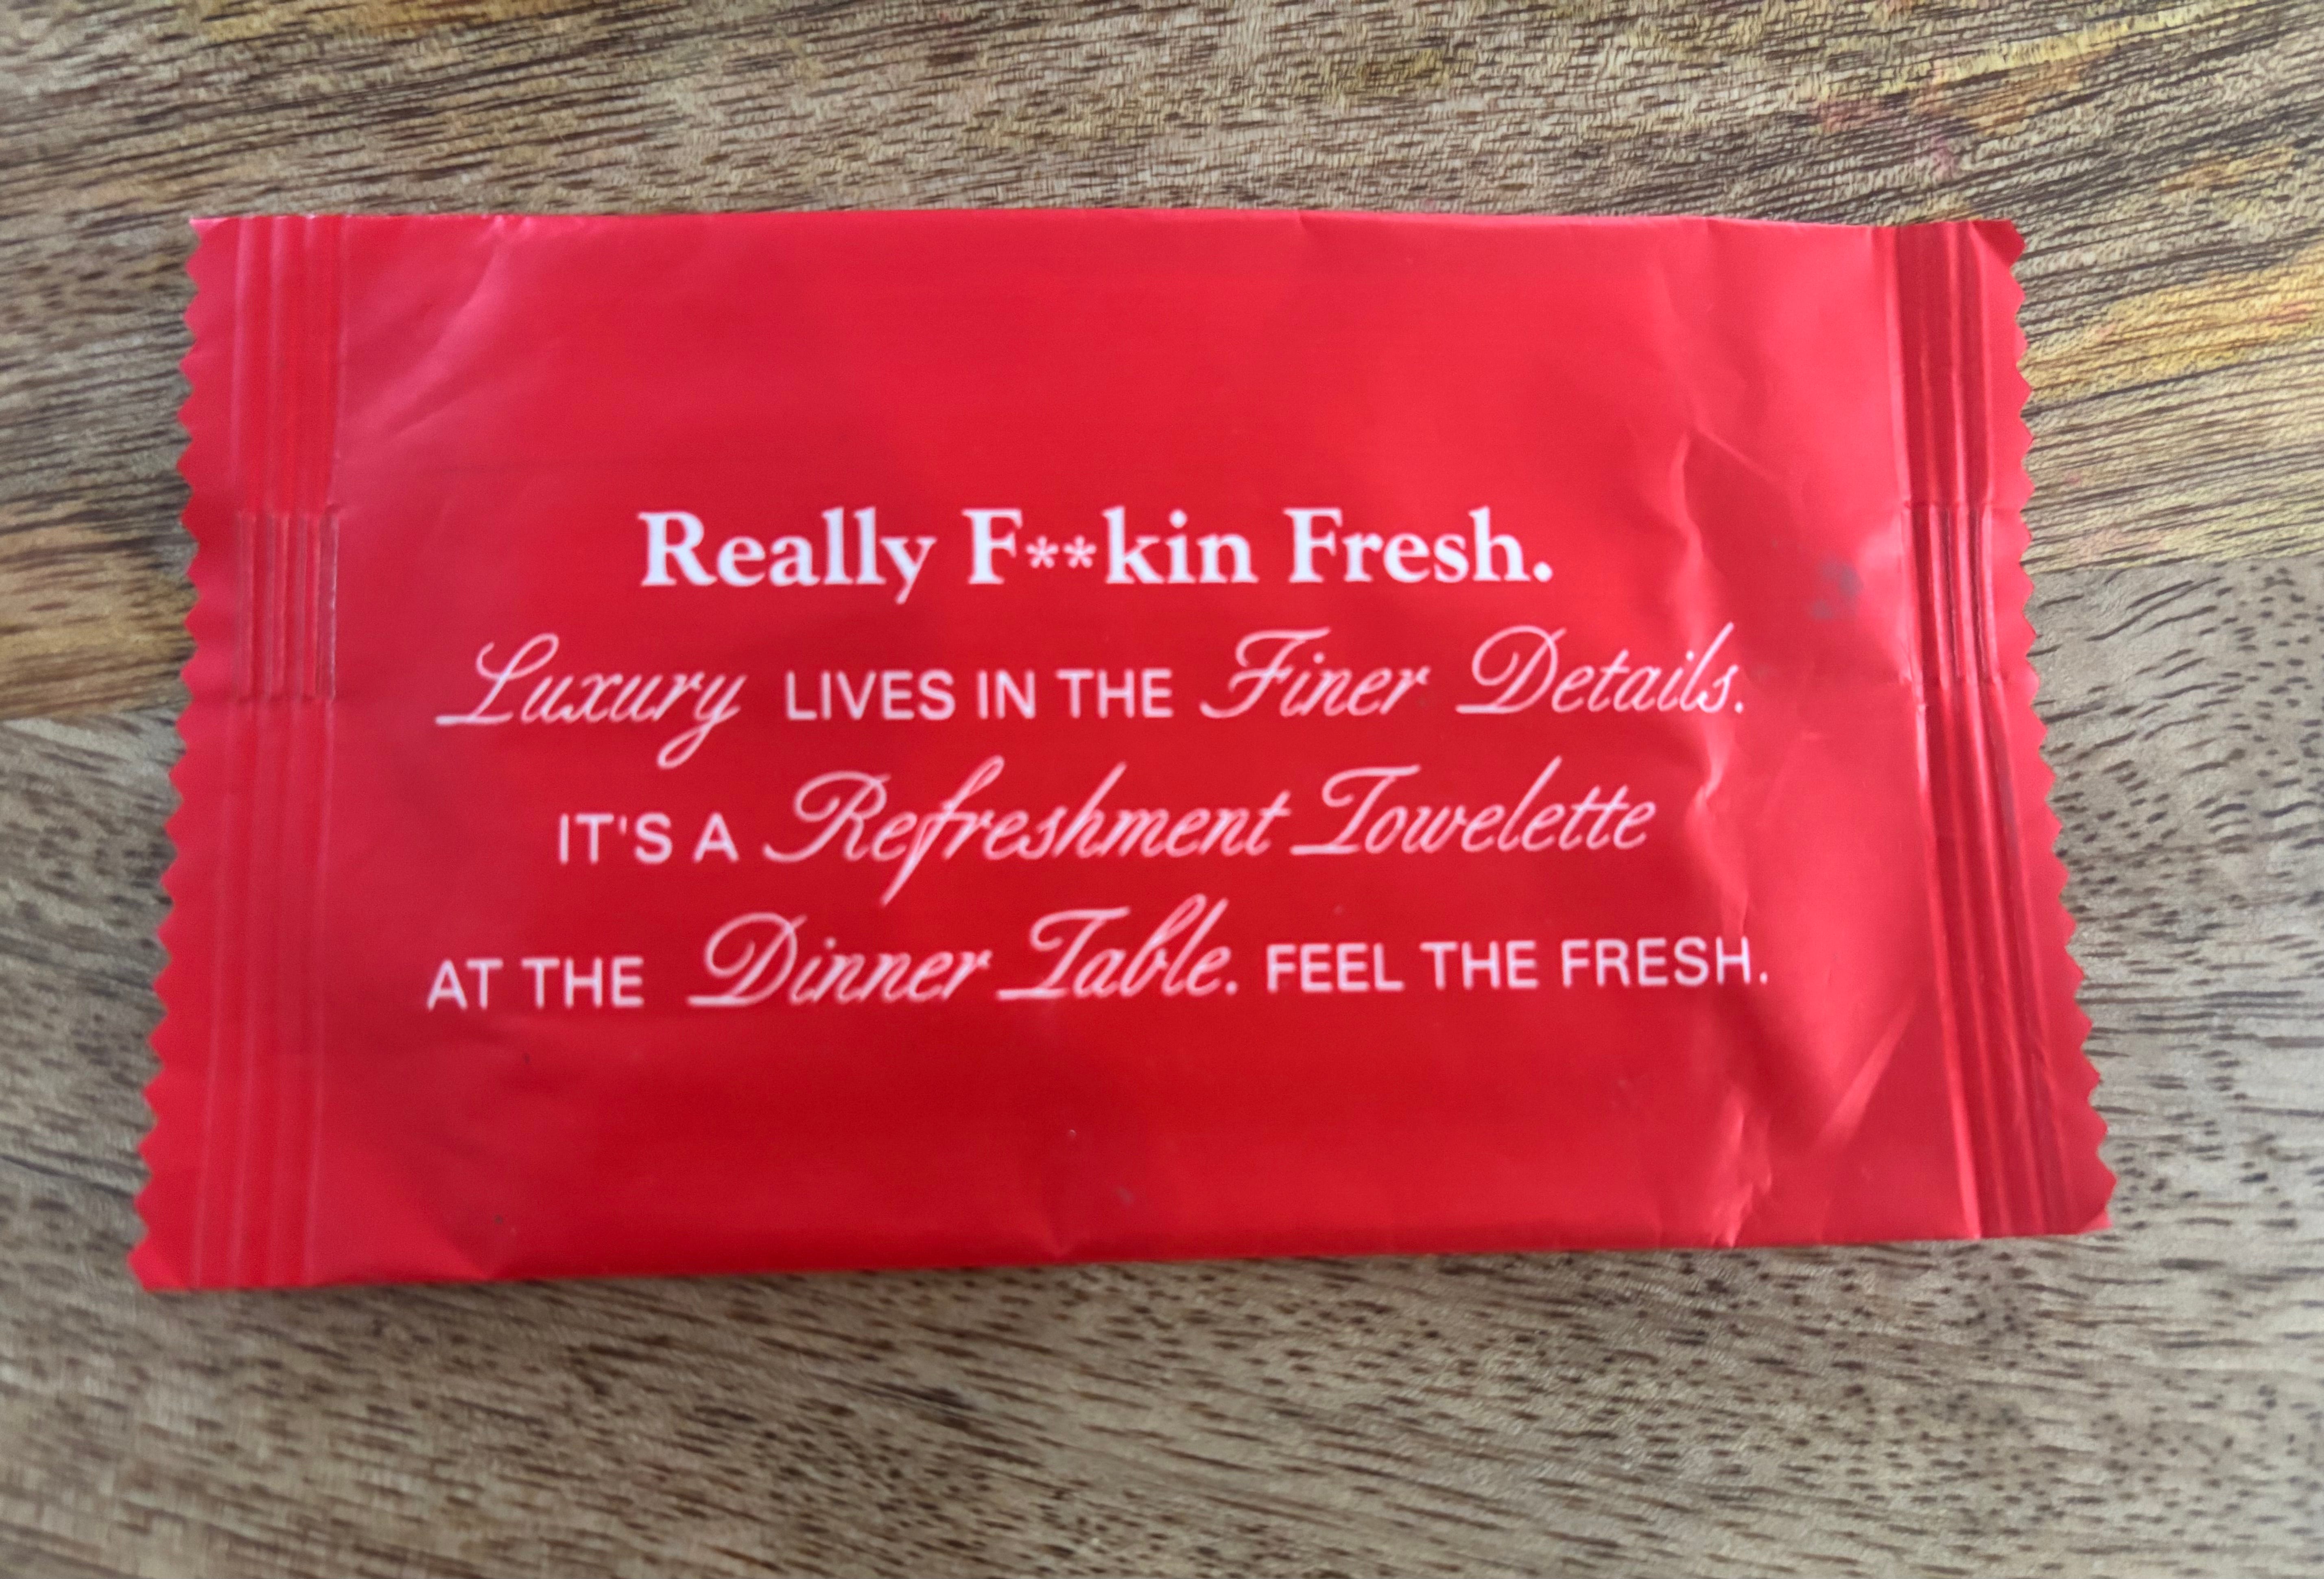 Really F**kin Fresh.
Luxury LIVES IN THE Finer Details.
IT'S A Refreshment Towelette
AT THE Dinner Table. FEEL THE FRESH.